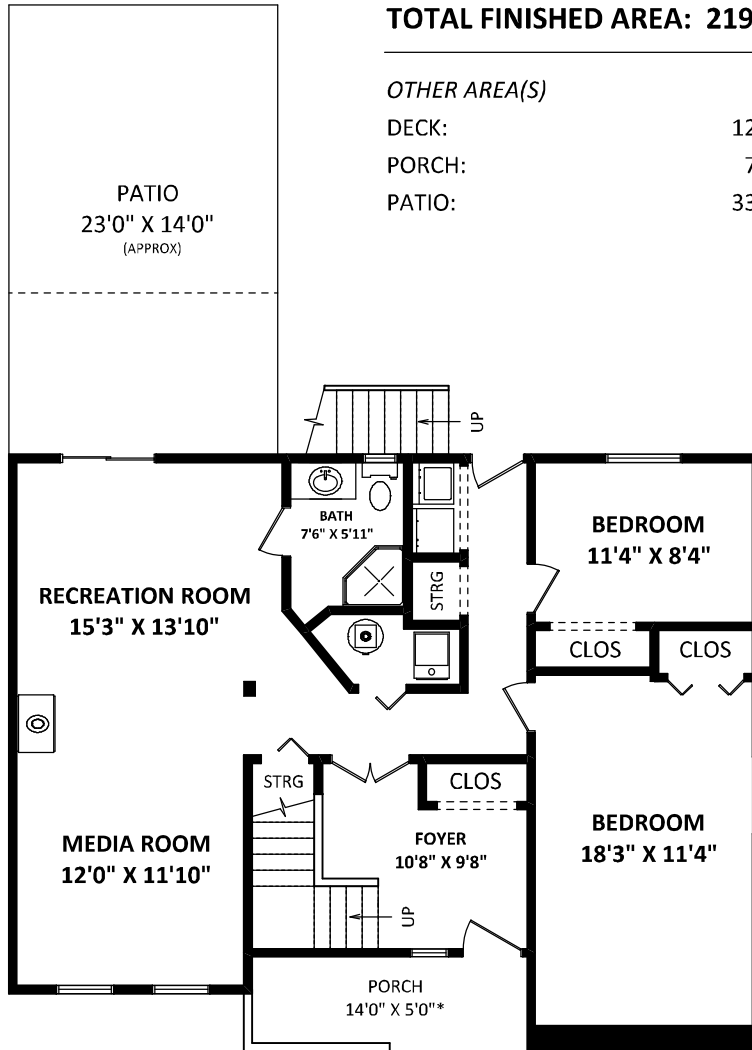 TOTAL FINISHED AREA: 219
OTHER AREA(S)
DECK: 12
PORCH: 7
PATIO: 33
PATIO
23'0" X 14'0"
(APPROX)
UP
BATH
7'6" X 5'11"
BEDROOM
11'4" X 8'4"
STRG
RECREATION ROOM
15'3" X 13'10"
CLOS
CLOS
STRG
CLOS
MEDIA ROOM
12'0" X 11'10"
FOYER
10'8" X 9'8"
BEDROOM
18'3" X 11'4"
UP
PORCH
14'0" X 5'0"*